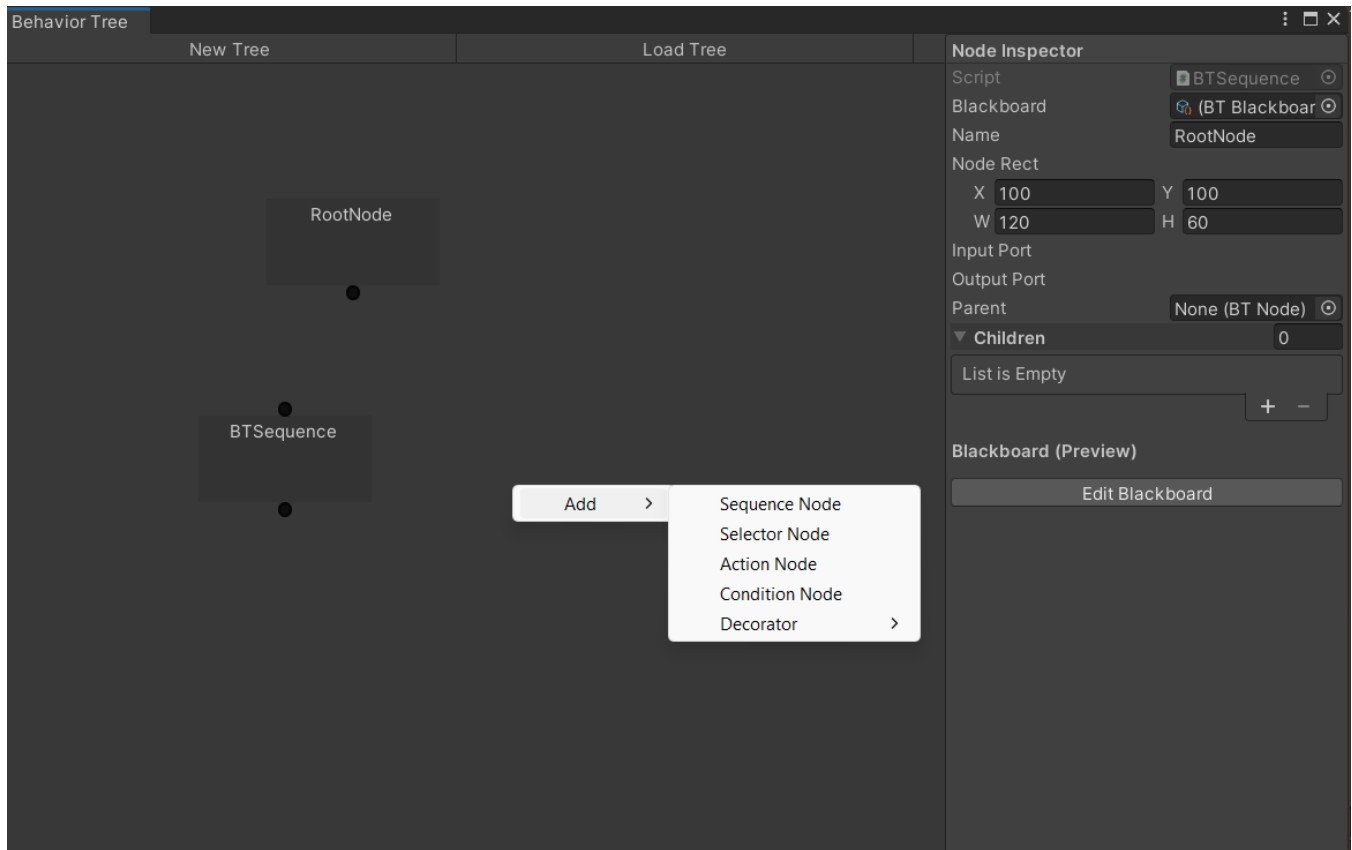 Behavior Tree
New Tree
Load Tree
RootNode
BTSequence
Add
Sequence Node
Selector Node
Action Node
Condition Node
Decorator
Node Inspector
Script BTSequence
Blackboard (BT Blackboar
Name RootNode
Node Rect
X 100 Y 100
W 120 H 60
Input Port
Output Port
Parent None (BT Node)
Children 0
List is Empty
+ −
Blackboard (Preview)
Edit Blackboard